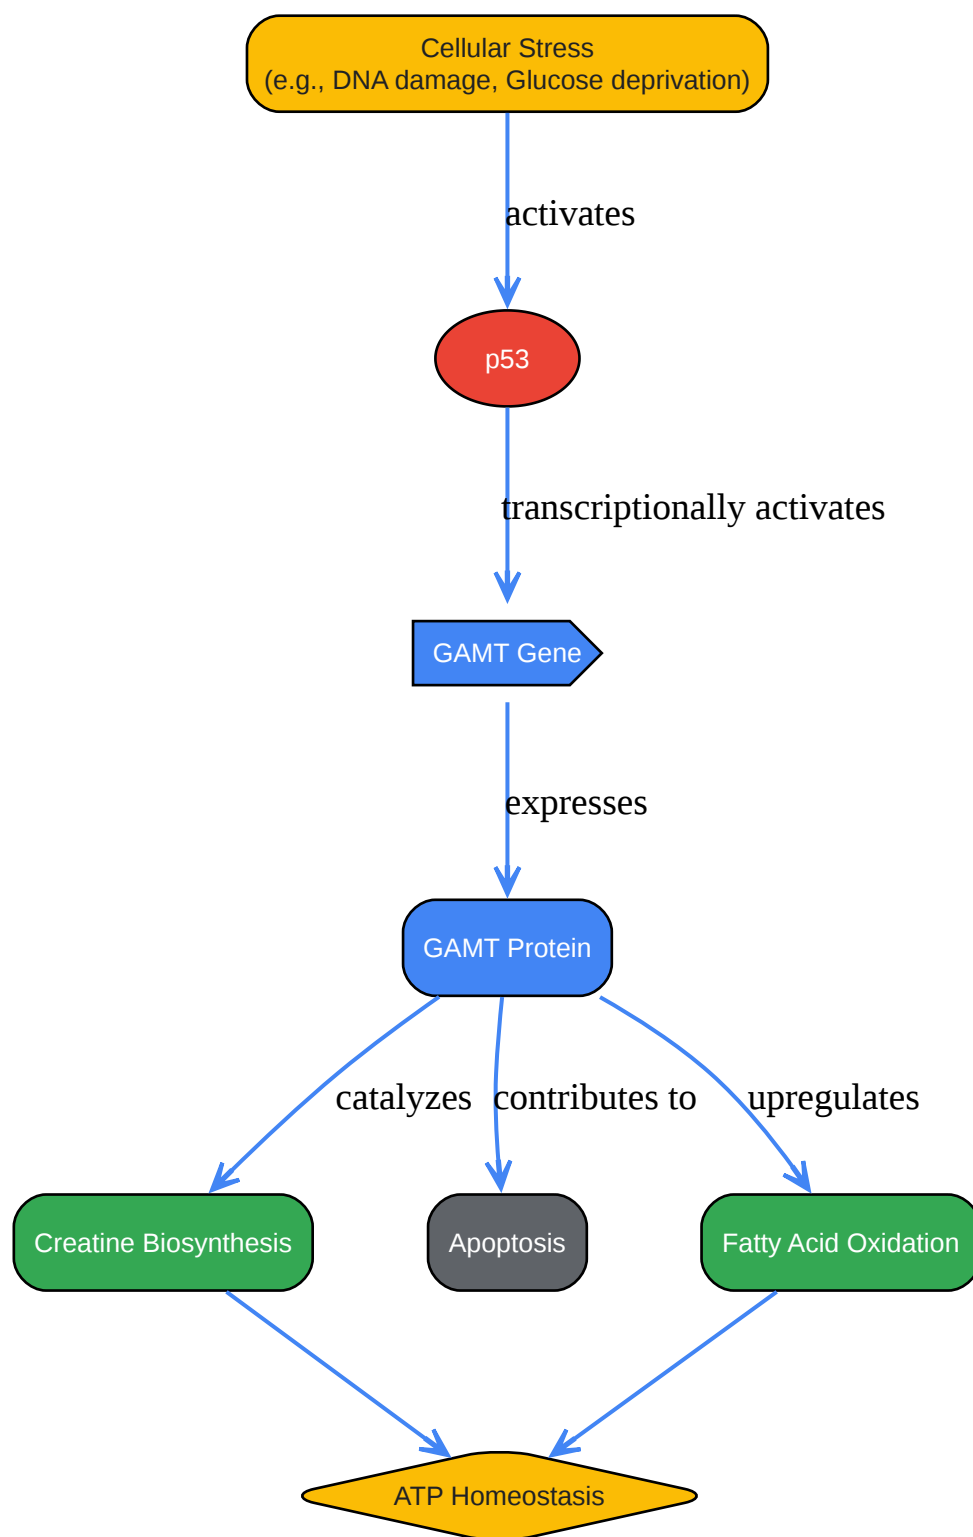 Cellular Stress
(e.g., DNA damage, Glucose deprivation)
activates
p53
transcriptionally activates
GAMT Gene
expresses
GAMT Protein
catalyzes
contributes to
upregulates
Creatine Biosynthesis
Apoptosis
Fatty Acid Oxidation
ATP Homeostasis